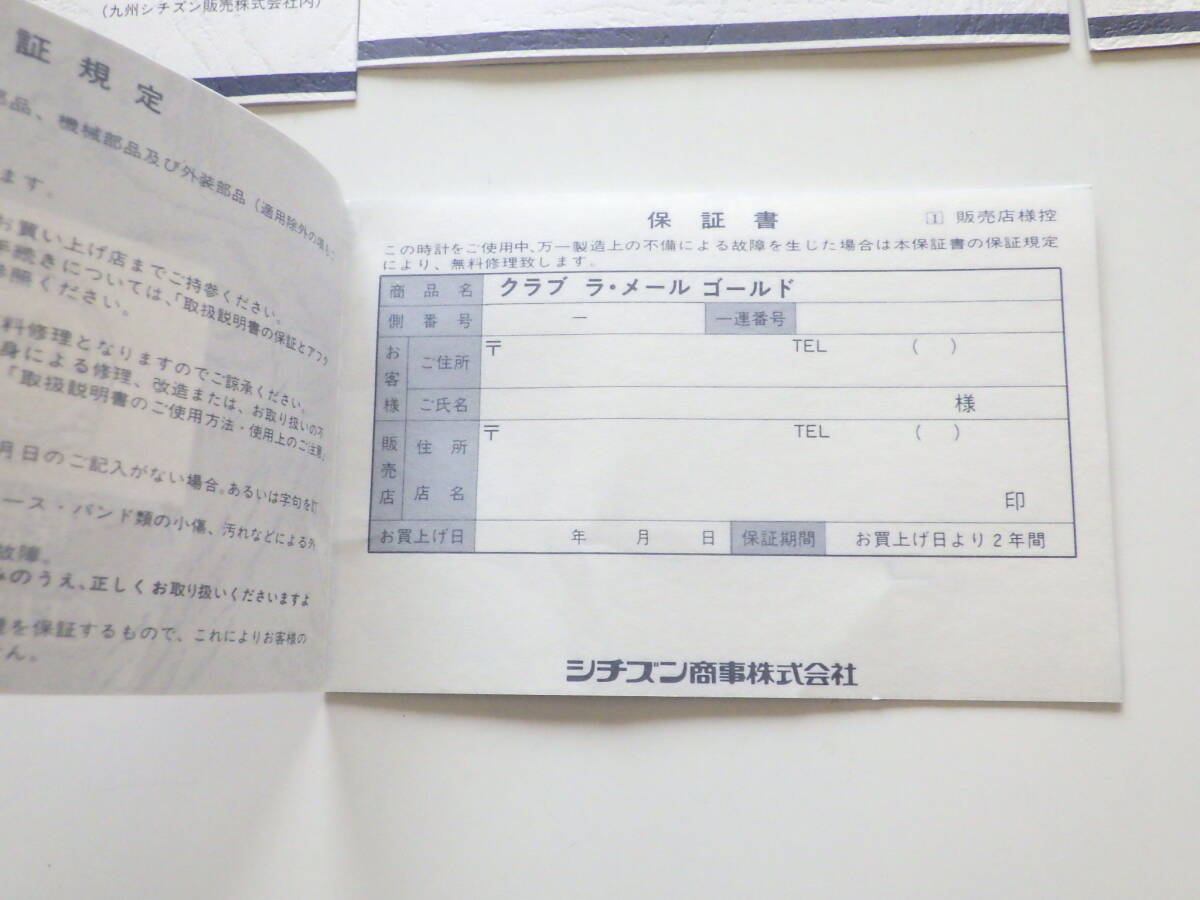 (九州シチズン販売株式会社内)
証規定
部品、機械部品及び外装部品(適用除外の
ます。
お買い上げ店までご持参ください。
手続きについては、「取扱説明書の保証とアフタ
参照ください。
料修理となりますのでご諒承ください。
身による修理、改造または、お取り扱いの不
「取扱説明書のご使用方法・使用上のご注意」
月日のご記入がない場合。あるいは字句を訂
ース・バンド類の小傷、汚れなどによる外
故障。
みのうえ、正しくお取り扱いくださいますよ
を保証するもので、これによりお客様の
せん。
保証書
1 販売店様控
この時計をご使用中、万一製造上の不備による故障を生じた場合は本保証書の保証規定
により、無料修理致します。
商品名 クラブ ラ・メール ゴールド
側番号 ー 一連番号
お客様 ご住所 〒 TEL ( )
ご氏名 様
販売店 住所 〒 TEL ( )
店名 印
お買上げ日 年 月 日 保証期間 お買上げ日より2年間
シチズン商事株式会社